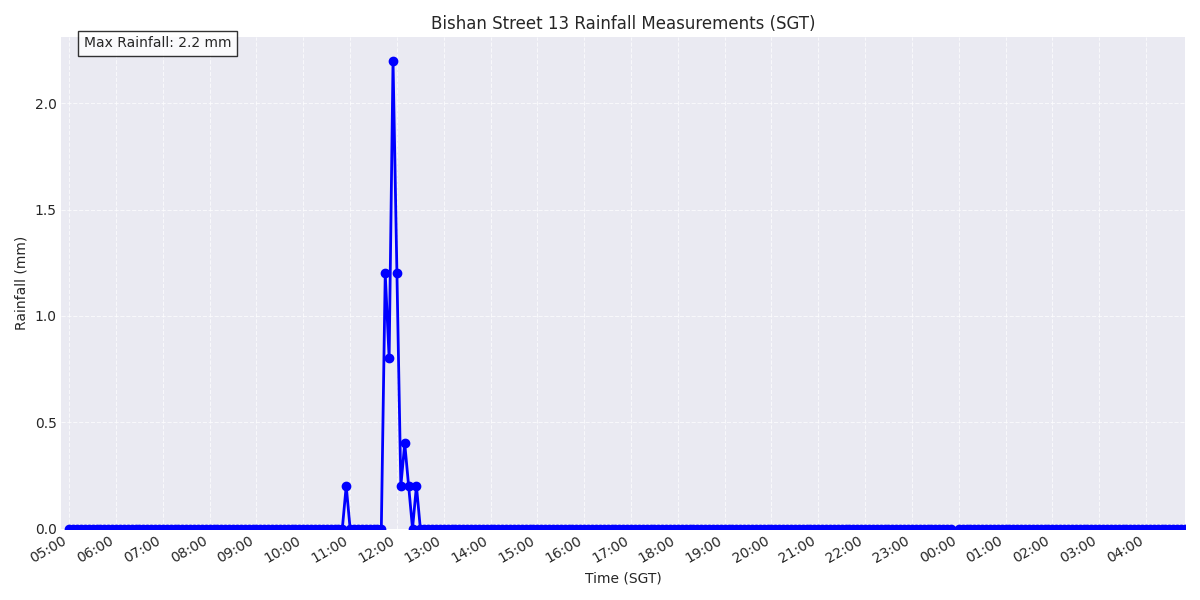 Bishan Street 13 Rainfall Measurements (SGT)
Max Rainfall: 2.2 mm
Rainfall (mm)
2.0
1.5
1.0
0.5
0.0
05:00 06:00 07:00 08:00 09:00 10:00 11:00 12:00 13:00 14:00 15:00 16:00 17:00 18:00 19:00 20:00 21:00 22:00 23:00 00:00 01:00 02:00 03:00 04:00
Time (SGT)